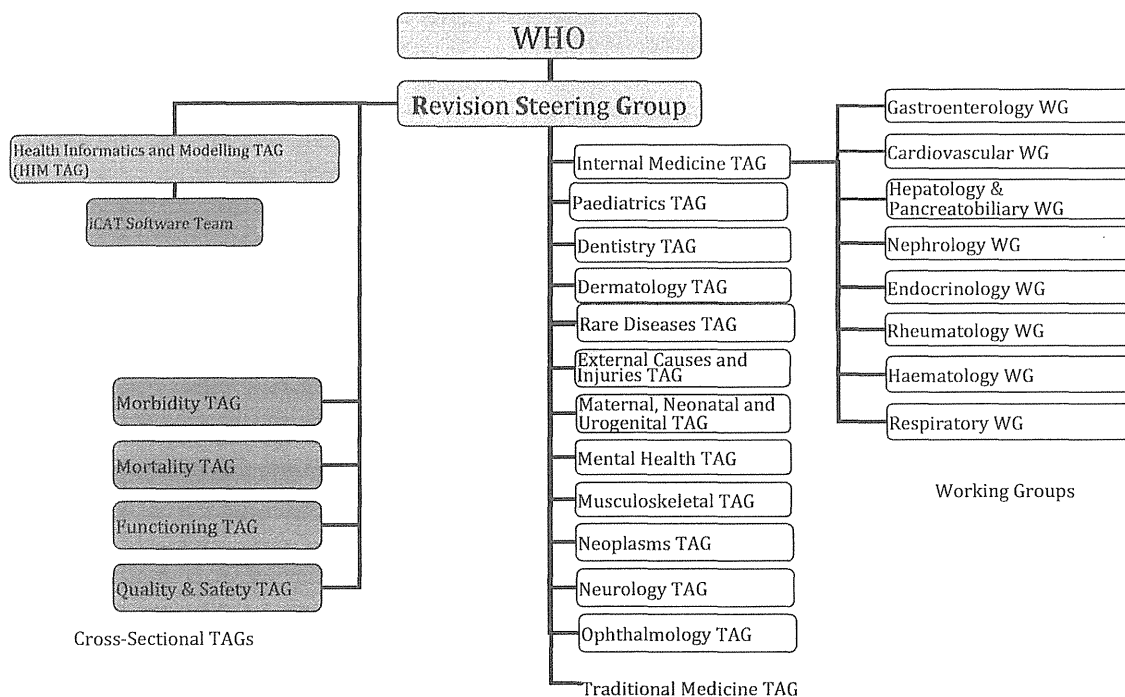 WHO
Revision Steering Group
Health Informatics and Modelling TAG
(HIM TAG)
iCAT Software Team
Morbidity TAG
Mortality TAG
Functioning TAG
Quality & Safety TAG
Cross-Sectional TAGs
Internal Medicine TAG
Paediatrics TAG
Dentistry TAG
Dermatology TAG
Rare Diseases TAG
External Causes and
Injuries TAG
Maternal, Neonatal and
Urogenital TAG
Mental Health TAG
Musculoskeletal TAG
Neoplasms TAG
Neurology TAG
Ophthalmology TAG
Traditional Medicine TAG
Gastroenterology WG
Cardiovascular WG
Hepatology &
Pancreatobiliary WG
Nephrology WG
Endocrinology WG
Rheumatology WG
Haematology WG
Respiratory WG
Working Groups